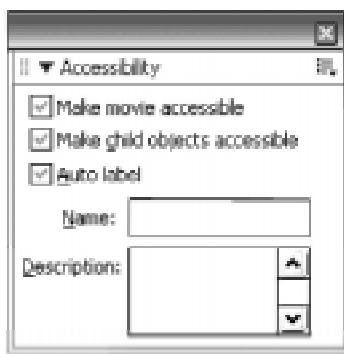 Accessibility
Make movie accessible
Make child objects accessible
Auto label
Name:
Description: